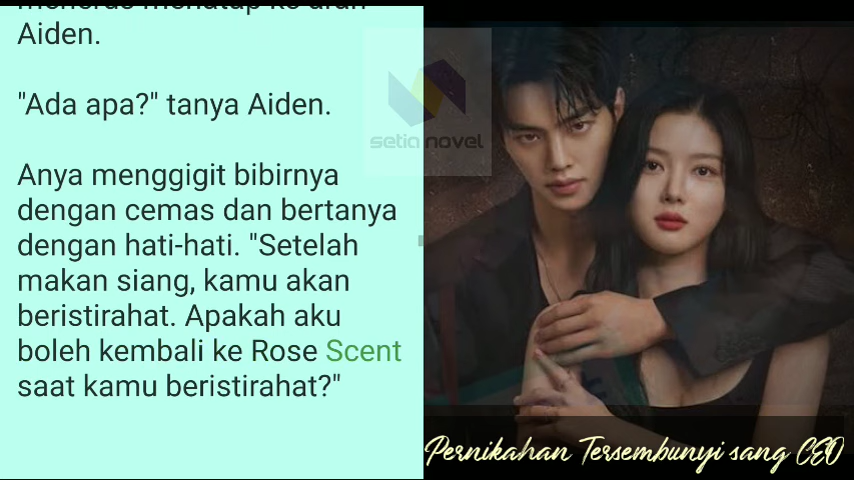 Aiden.
"Ada apa?" tanya Aiden.
Anya menggigit bibirnya
dengan cemas dan bertanya
dengan hati-hati. "Setelah
makan siang, kamu akan
beristirahat. Apakah aku
boleh kembali ke Rose Scent
saat kamu beristirahat?"
setia novel
Pernikahan Tersembunyi sang CEO